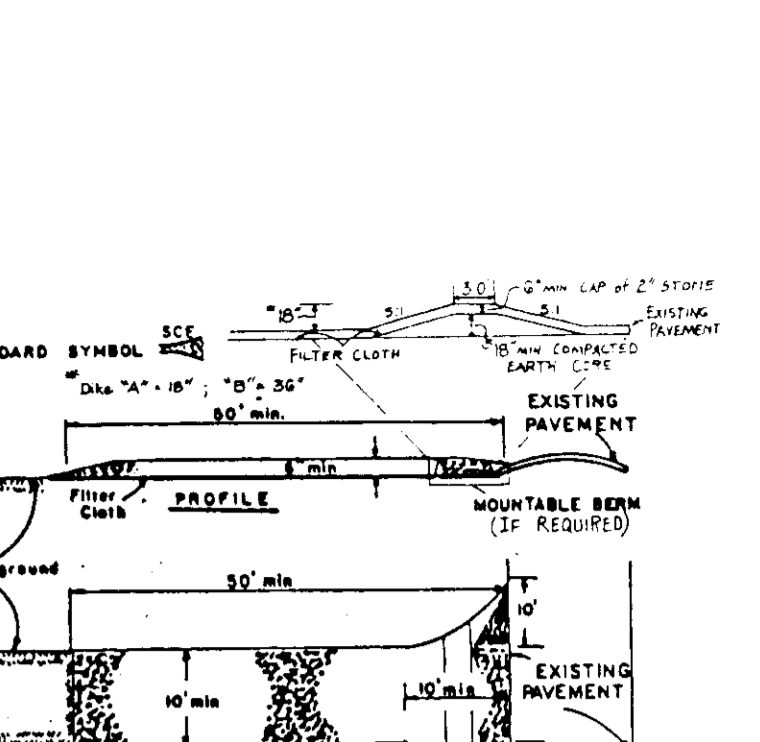 3.0'
6" MIN CAP of 2" STONE
*18"
5:1
5:1
EXISTING
PAVEMENT
SCE
DARD SYMBOL
FILTER CLOTH
*18" MIN COMPACTED
EARTH CORE
* Dike "A" = 18" ; "B" = 36"
50' min.
EXISTING
PAVEMENT
6" min
Filter
Cloth
PROFILE
MOUNTABLE BERM
(IF REQUIRED)
ground
50' min
10'
EXISTING
PAVEMENT
10' min
10' min